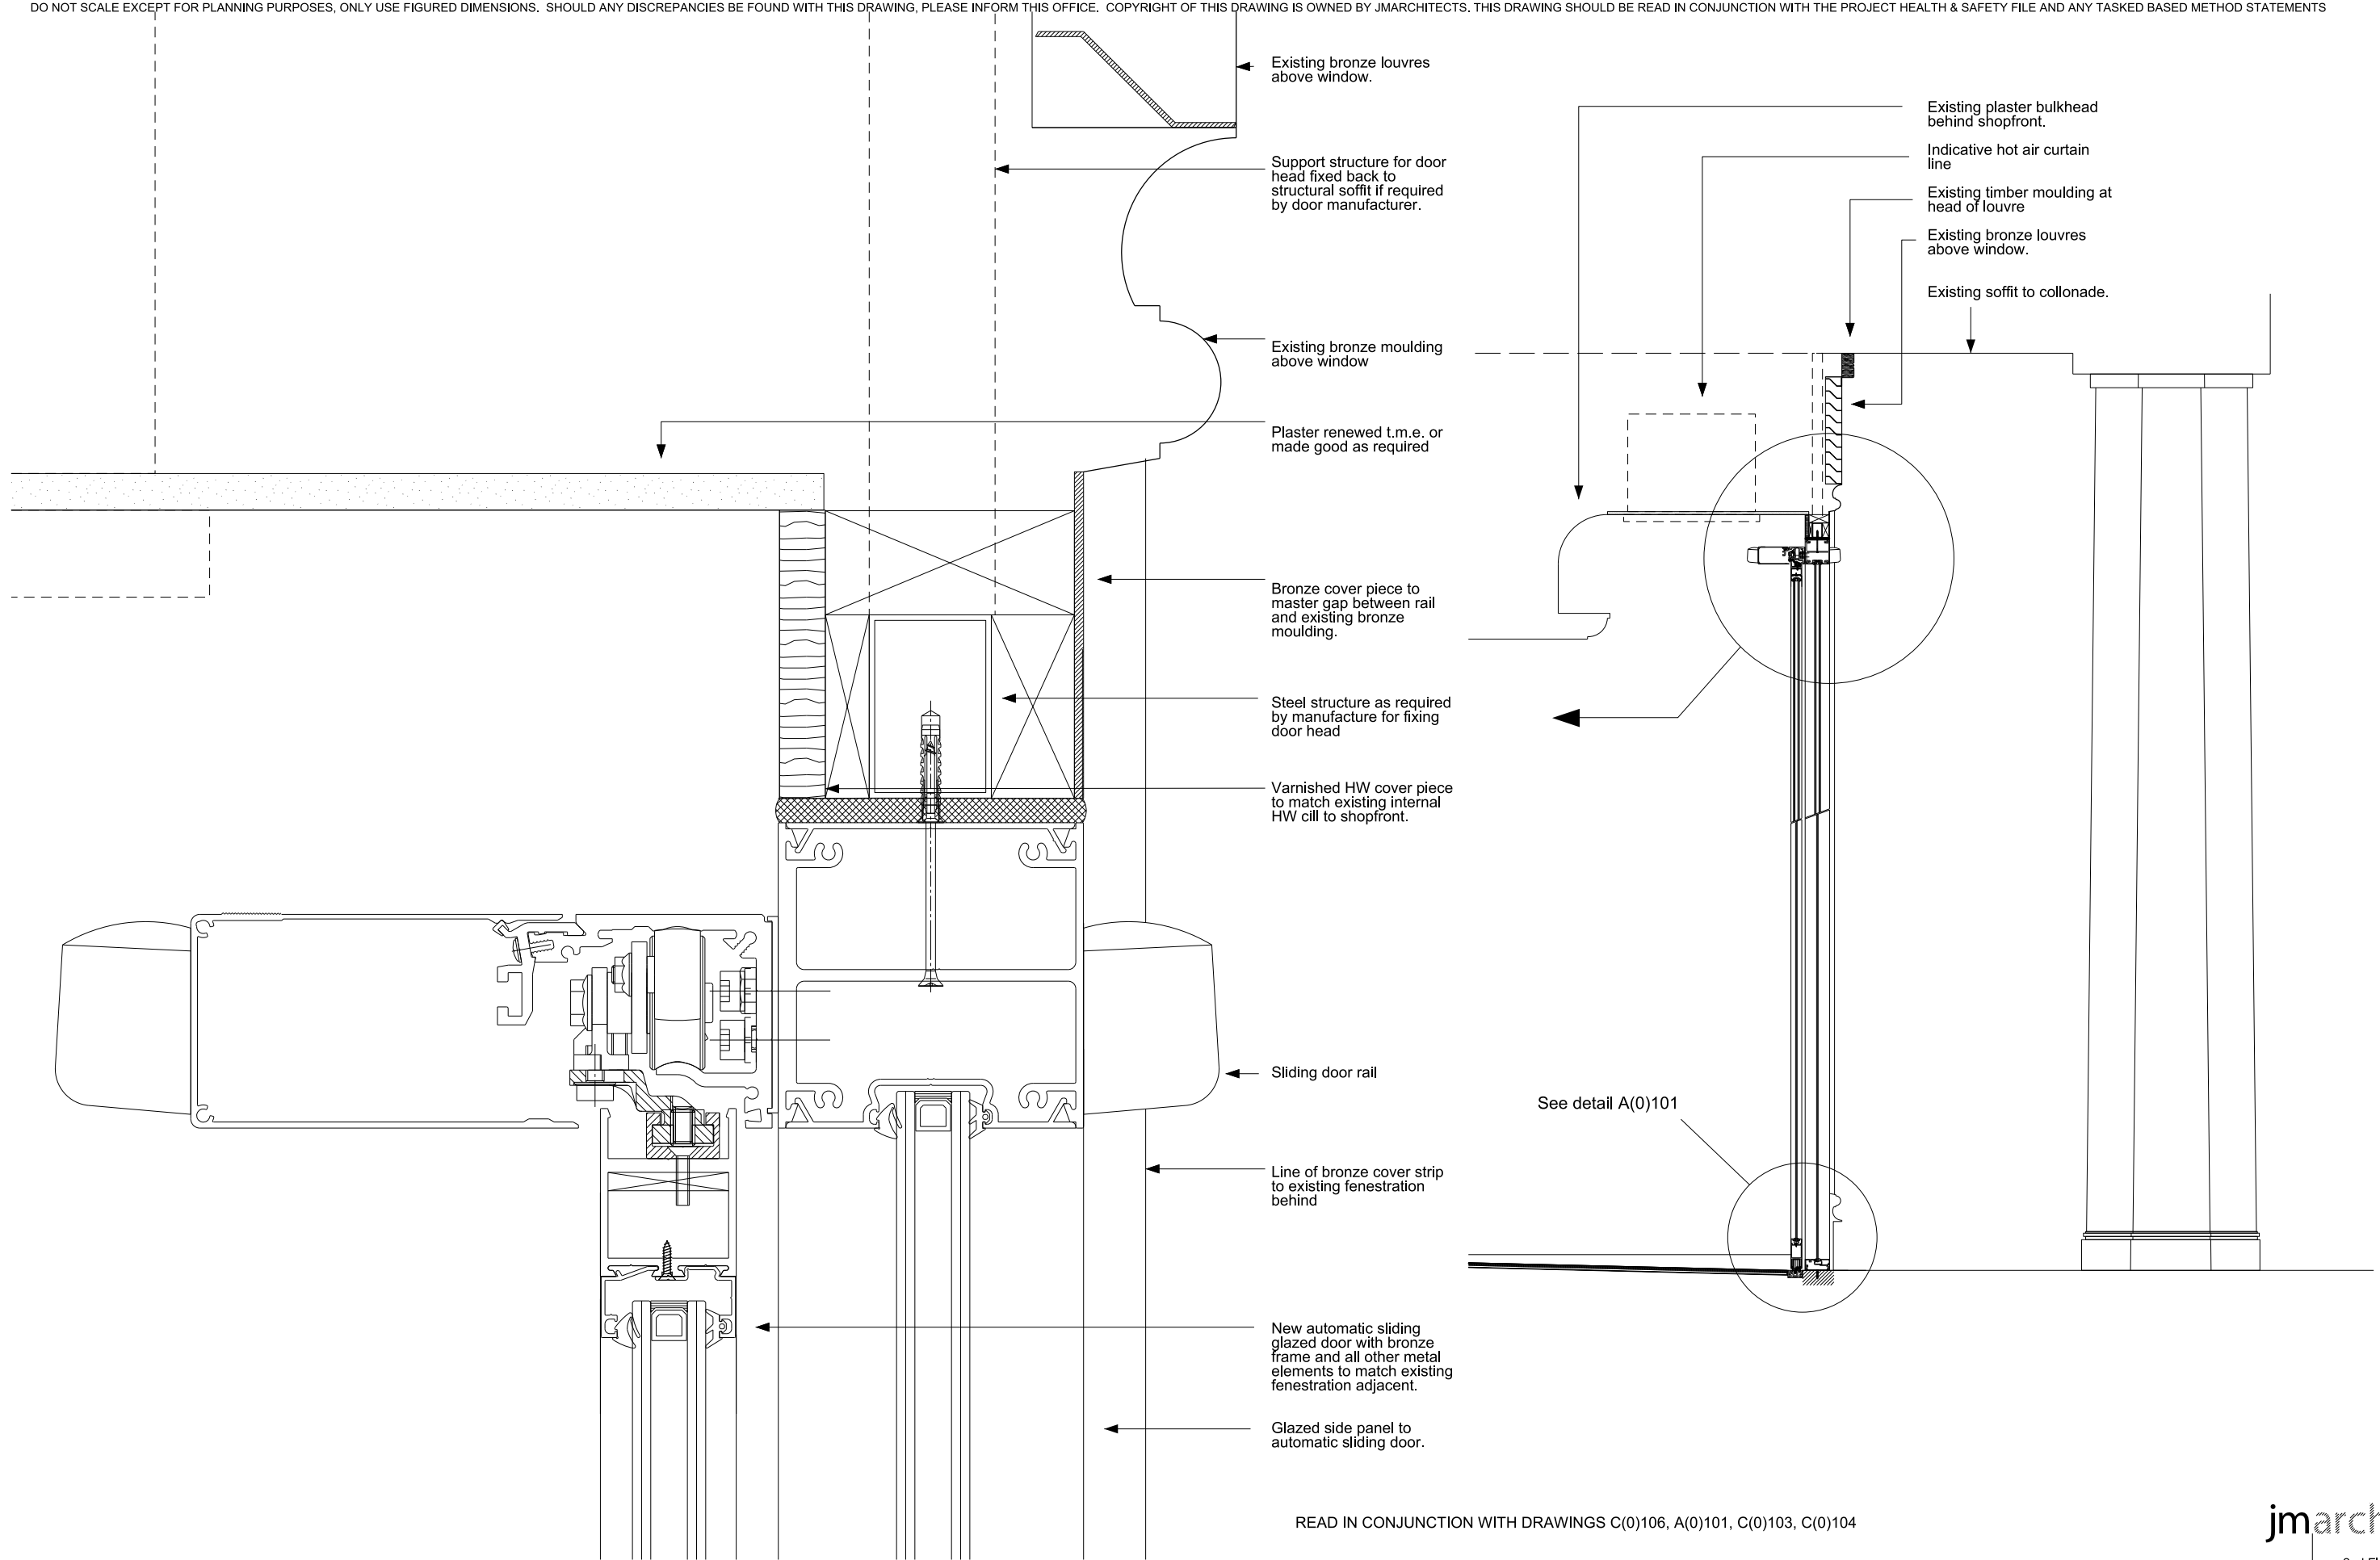 DO NOT SCALE EXCEPT FOR PLANNING PURPOSES, ONLY USE FIGURED DIMENSIONS. SHOULD ANY DISCREPANCIES BE FOUND WITH THIS DRAWING, PLEASE INFORM THIS OFFICE. COPYRIGHT OF THIS DRAWING IS OWNED BY JMARCHITECTS. THIS DRAWING SHOULD BE READ IN CONJUNCTION WITH THE PROJECT HEALTH & SAFETY FILE AND ANY TASKED BASED METHOD STATEMENTS
Existing bronze louvres
above window.
Support structure for door
head fixed back to
structural soffit if required
by door manufacturer.
Existing bronze moulding
above window
Plaster renewed t.m.e. or
made good as required
Bronze cover piece to
master gap between rail
and existing bronze
moulding.
Steel structure as required
by manufacture for fixing
door head
Varnished HW cover piece
to match existing internal
HW cill to shopfront.
Sliding door rail
Line of bronze cover strip
to existing fenestration
behind
New automatic sliding
glazed door with bronze
frame and all other metal
elements to match existing
fenestration adjacent.
Glazed side panel to
automatic sliding door.
Existing plaster bulkhead
behind shopfront.
Indicative hot air curtain
line
Existing timber moulding at
head of louvre
Existing bronze louvres
above window.
Existing soffit to collonade.
See detail A(0)101
READ IN CONJUNCTION WITH DRAWINGS C(0)106, A(0)101, C(0)103, C(0)104
jmarch